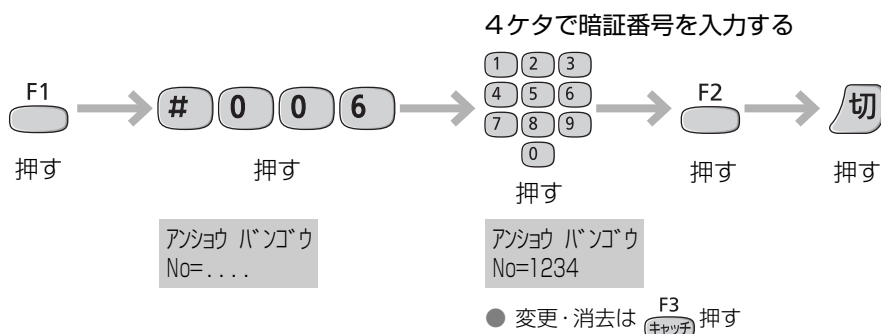 4ケタで暗証番号を入力する
F1
押す
# 0 0 6
押す
1 2 3
4 5 6
7 8 9
0
押す
F2
押す
切
押す
アンショウ バンゴウ
No=....
アンショウ バンゴウ
No=1234
● 変更・消去は F3 キャッチ 押す